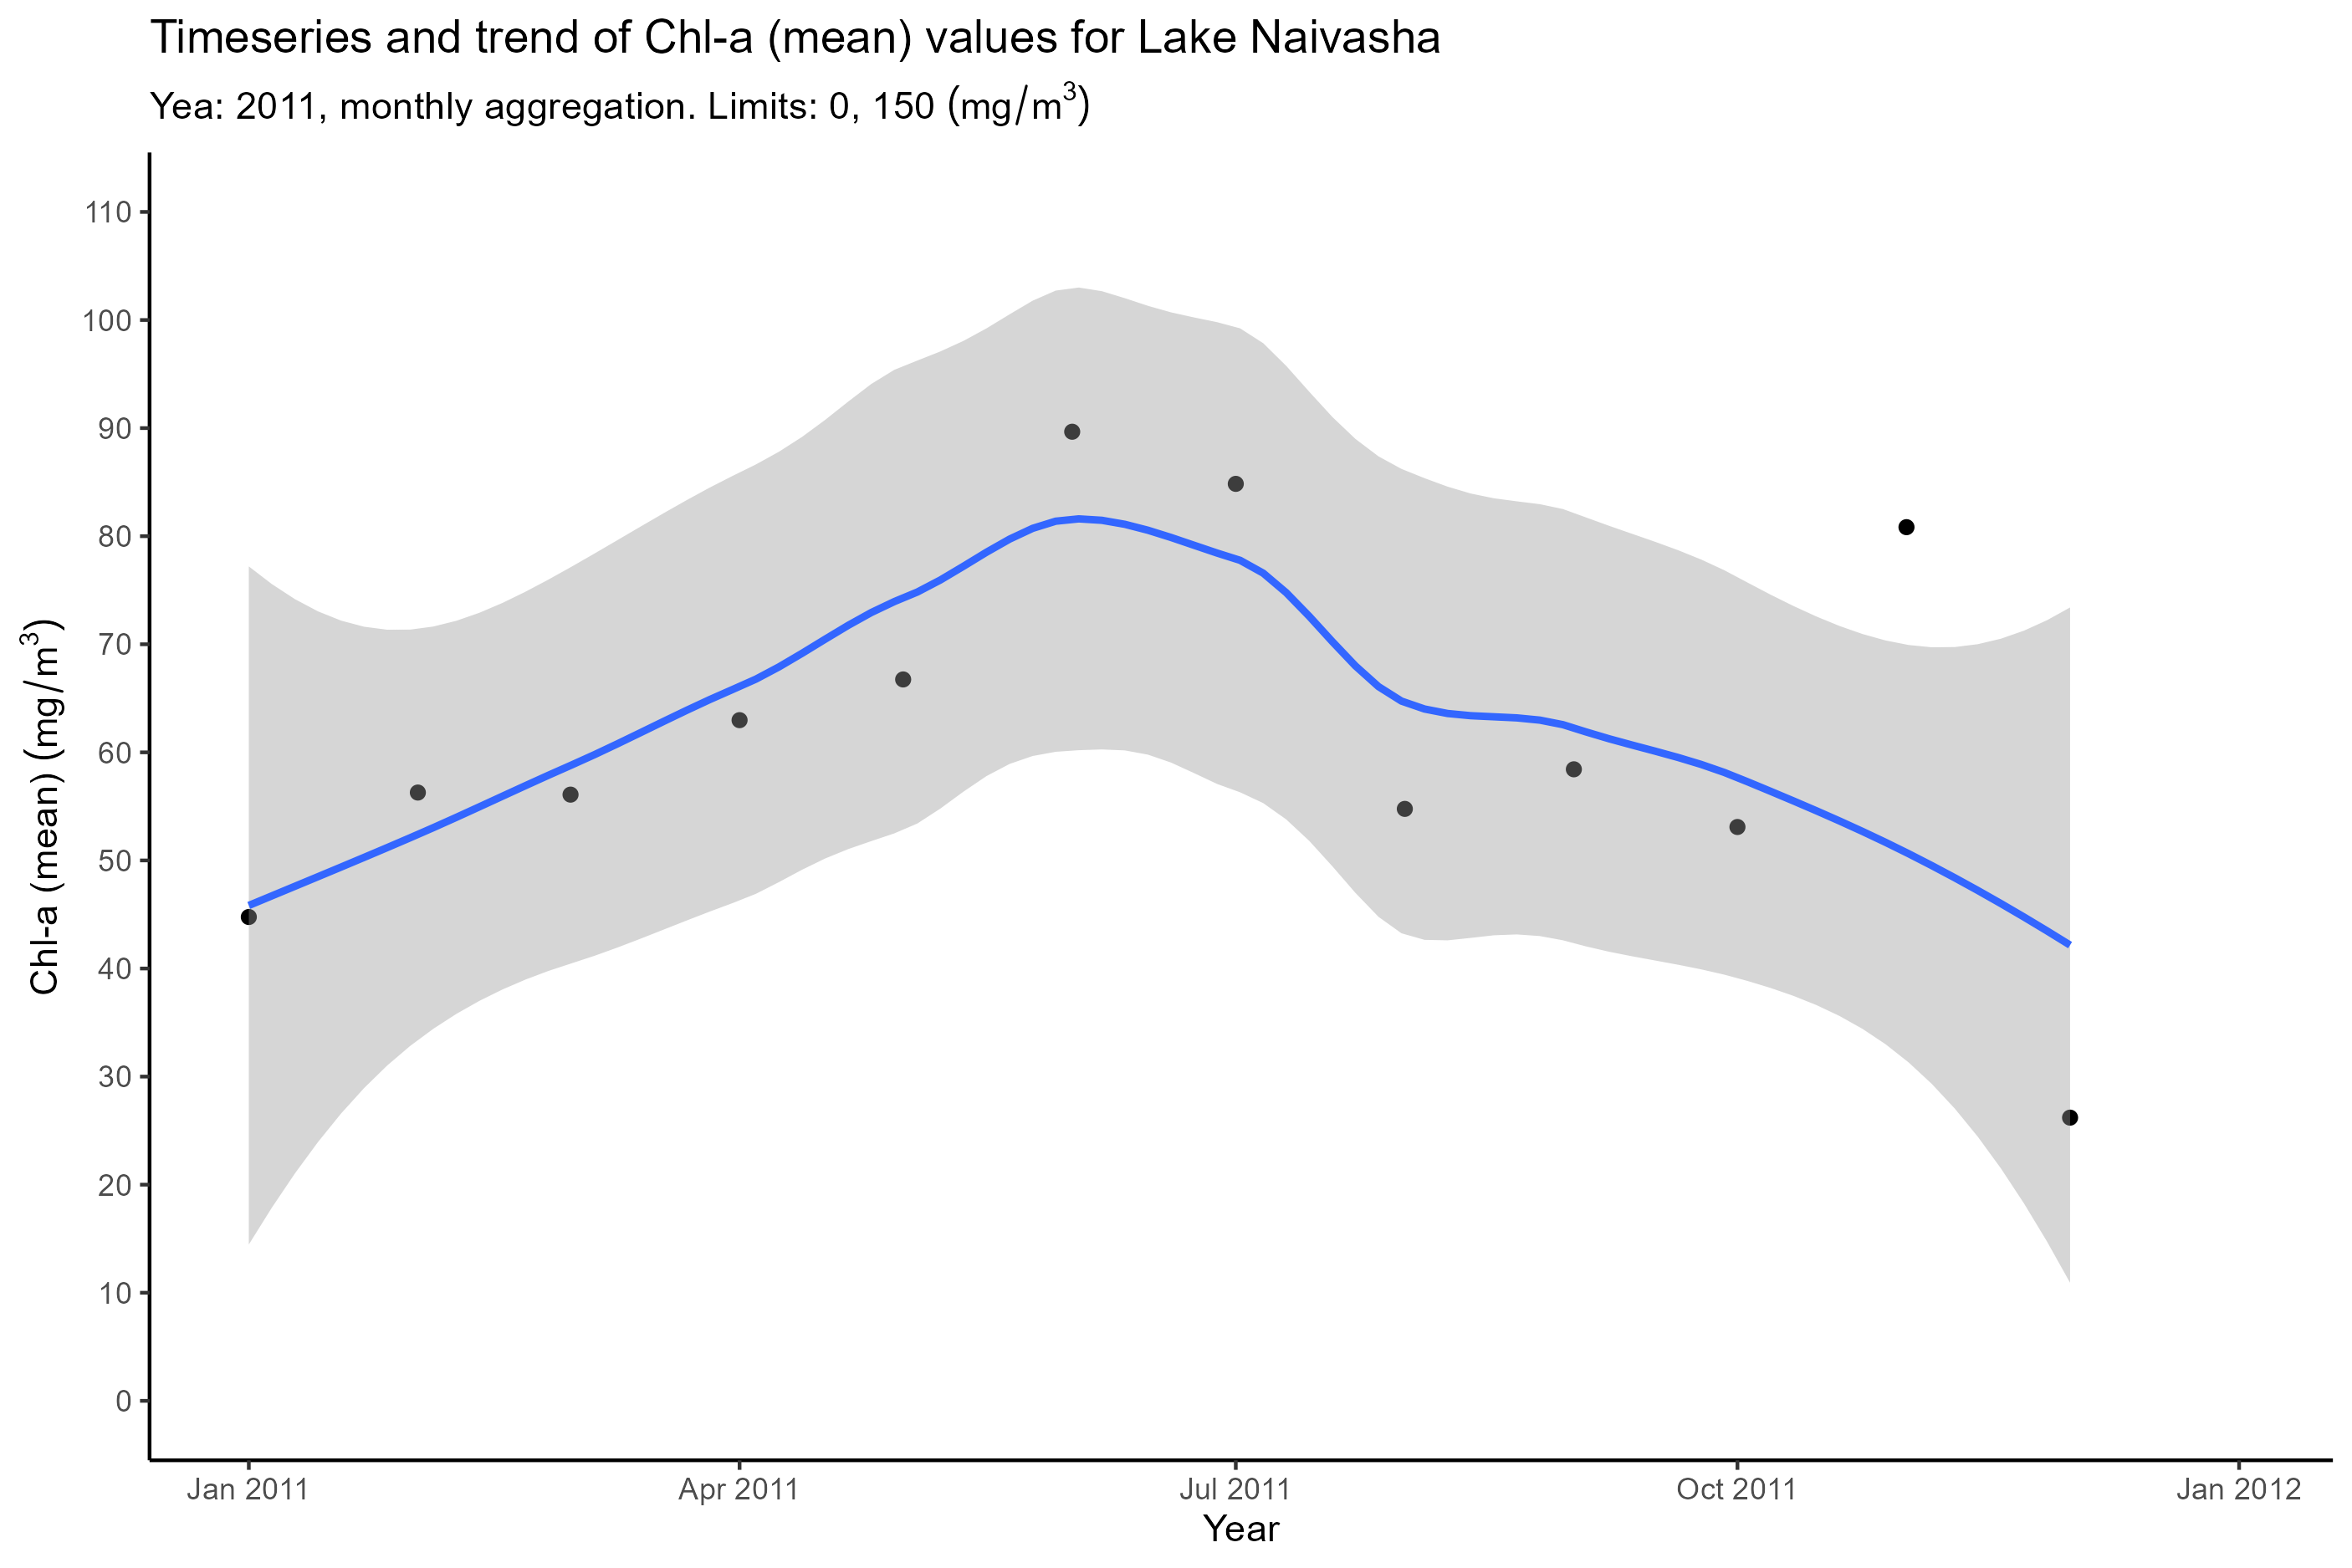 Timeseries and trend of Chl-a (mean) values for Lake Naivasha
Yea: 2011, monthly aggregation. Limits: 0, 150 (mg/m³)
110
100
90
80
70
60
50
40
30
20
10
0
Chl-a (mean) (mg/m³)
Jan 2011 Apr 2011 Jul 2011 Oct 2011 Jan 2012
Year